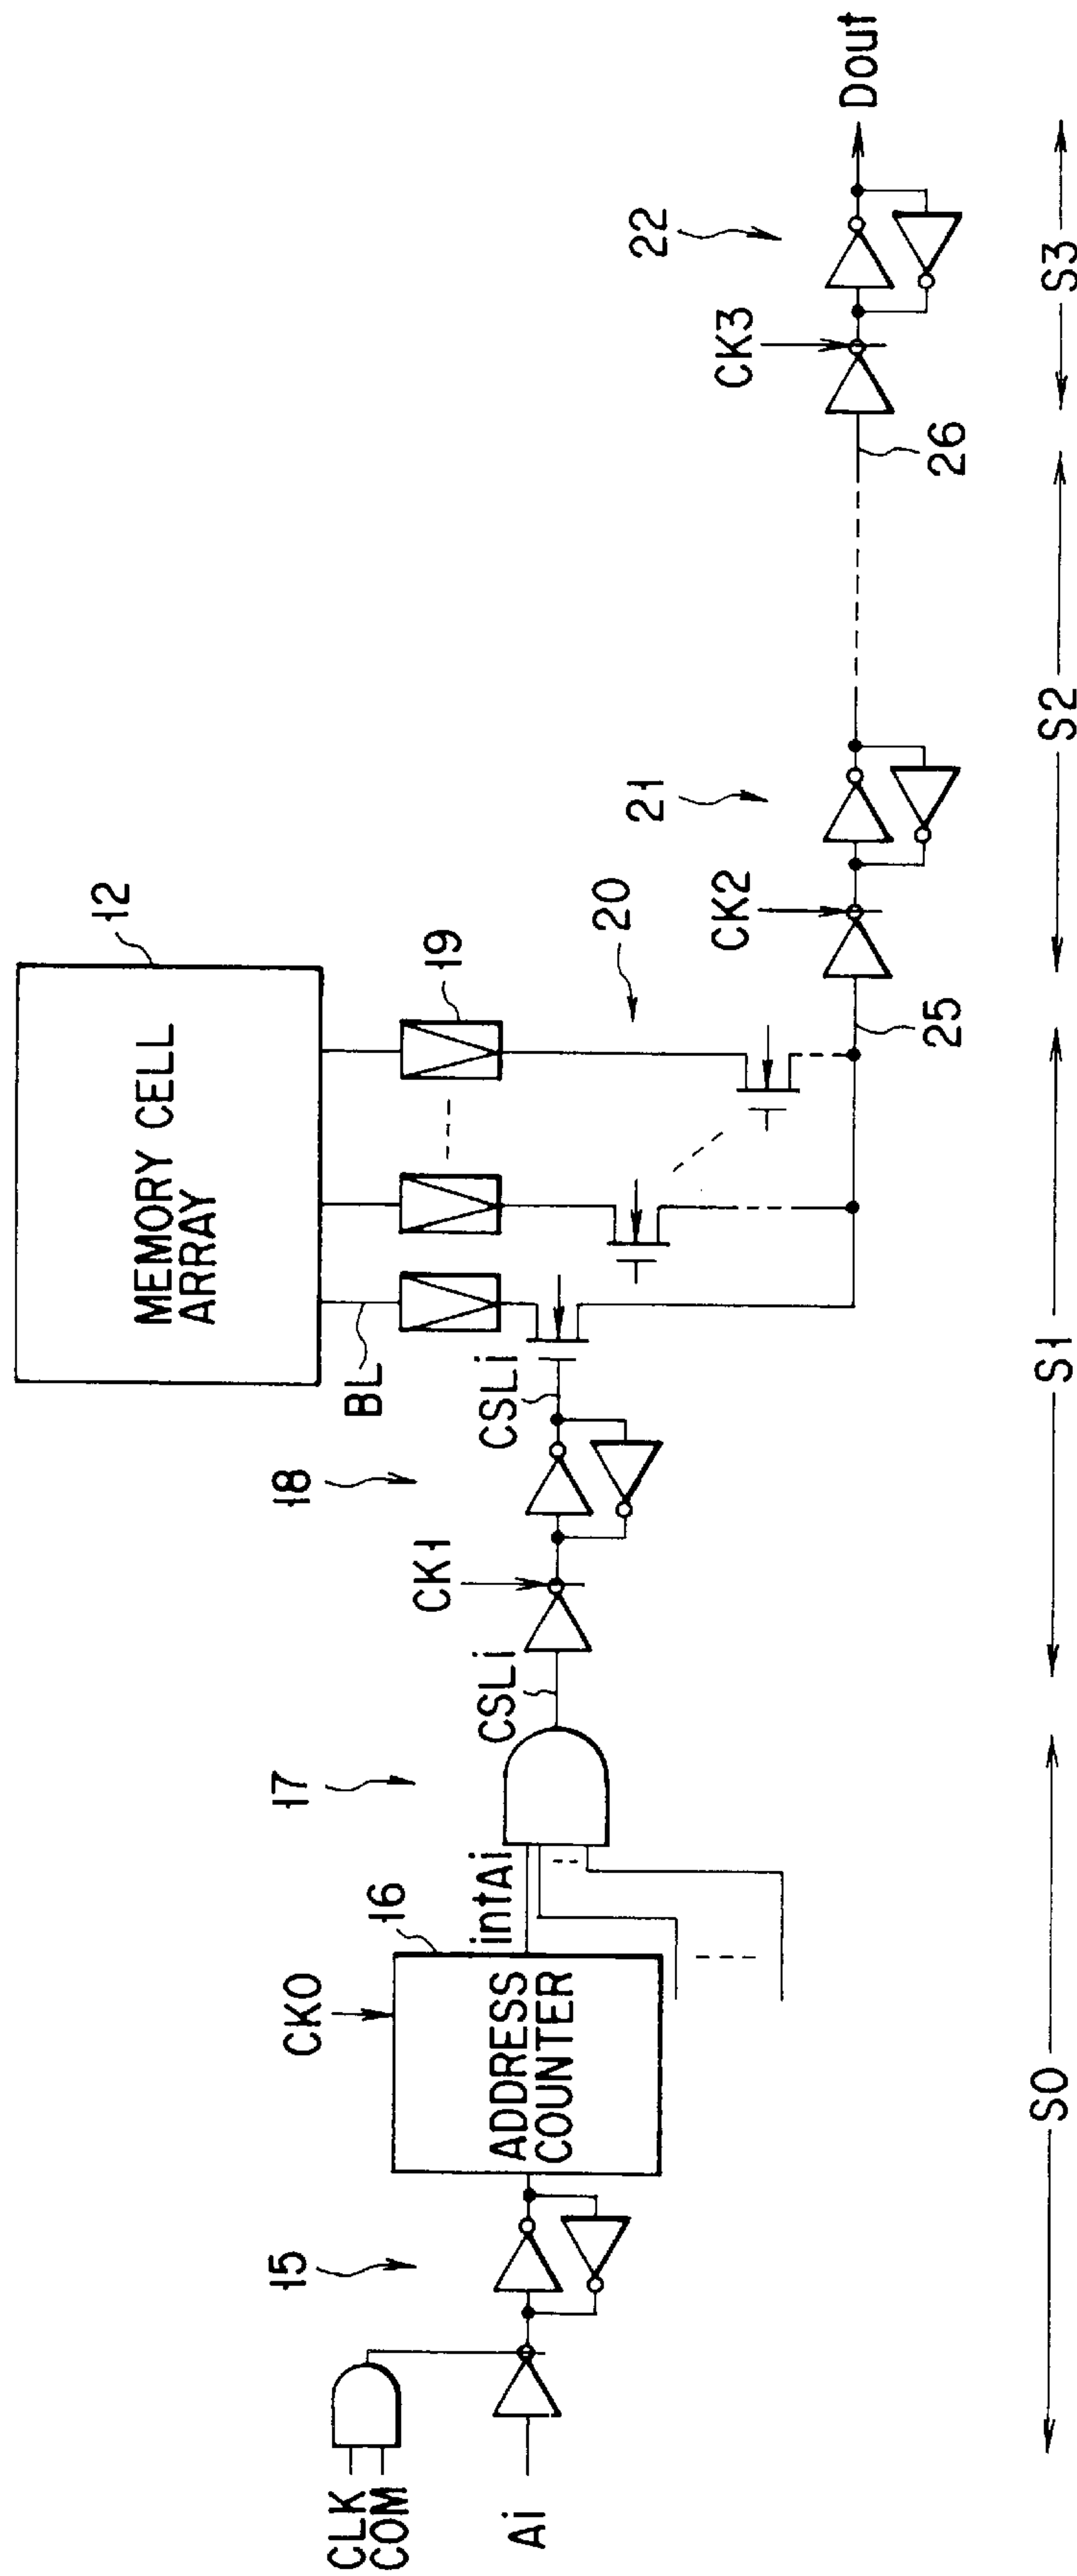 MEMORY CELL
ARRAY
12
BL
19
20
18
CK1
CSLi
CSLi
17
16
intAi
CK0
ADDRESS
COUNTER
15
CLK
COM
Ai
21
CK2
25
22
CK3
26
Dout
S0
S1
S2
S3